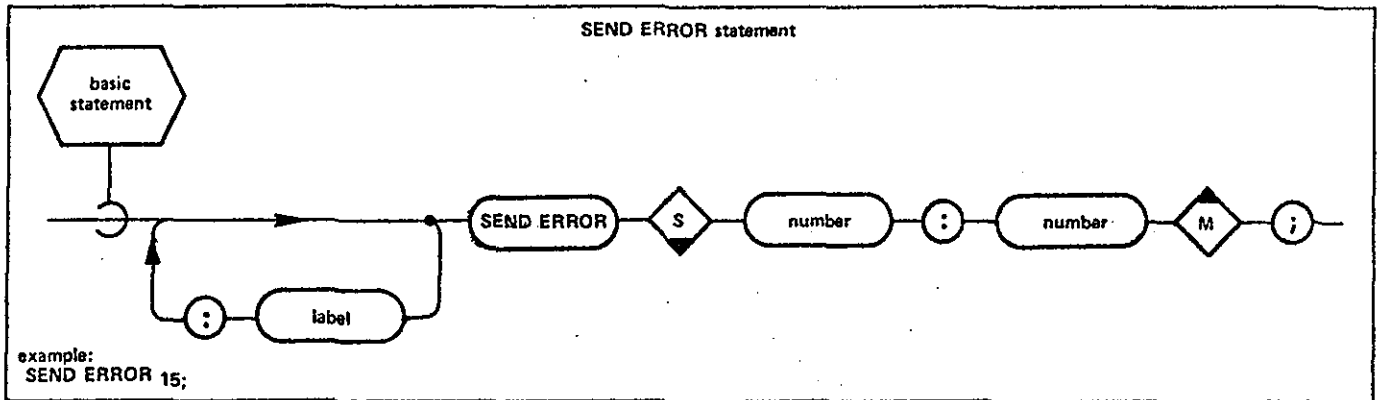 SEND ERROR statement
basic
statement
SEND ERROR
S
number
:
number
M
;
:
label
example:
SEND ERROR 15;